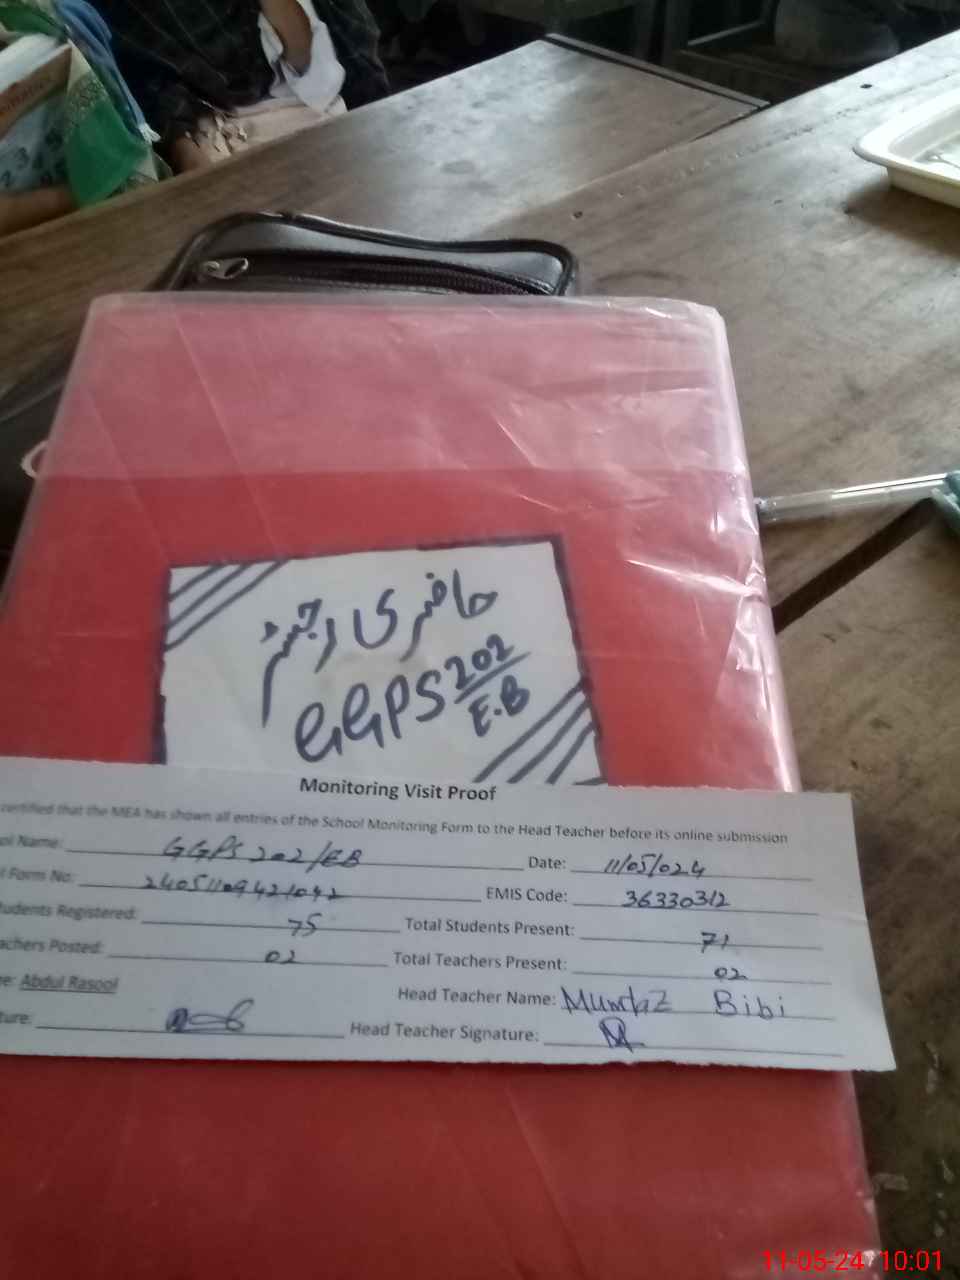 حاضری رجسٹر
GGPS 202/E.B
Monitoring Visit Proof
certified that the MEA has shown all entries of the School Monitoring Form to the Head Teacher before its online submission
ol Name: GGPS 202/EB Date: 11/05/024
l Form No: 24051109421042 EMIS Code: 36330312
tudents Registered: 75 Total Students Present: 71
achers Posted: 02 Total Teachers Present: 02
e: Abdul Rasool Head Teacher Name: Mumtaz Bibi
ture: Head Teacher Signature:
11-05-24 10:01